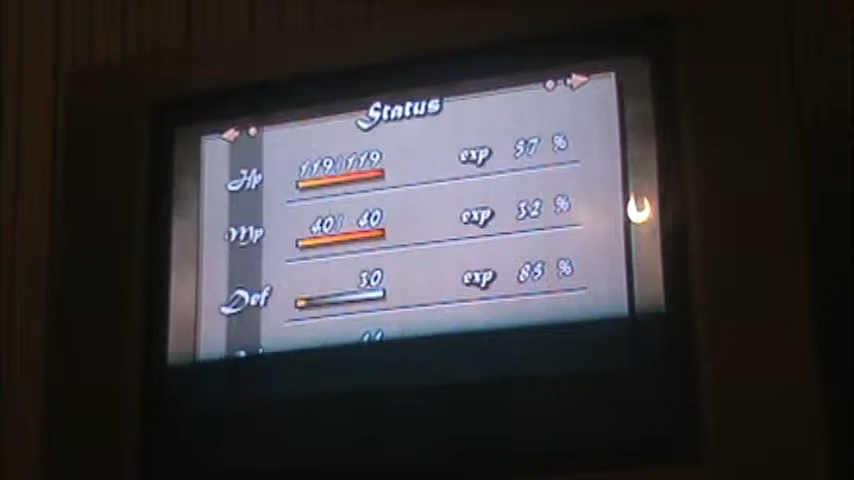 Status
Hp 119/119 exp 57 %
Mp 40/ 40 exp 32 %
Def 30 exp 85 %